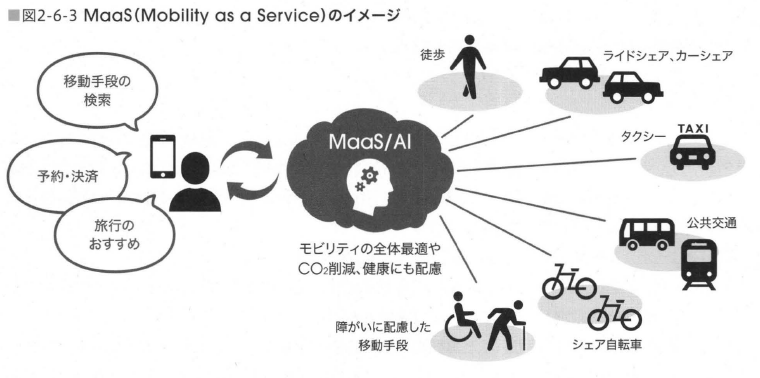 ■図2-6-3 MaaS(Mobility as a Service)のイメージ
移動手段の
検索
予約・決済
旅行の
おすすめ
MaaS/AI
モビリティの全体最適や
CO₂削減、健康にも配慮
徒歩
ライドシェア、カーシェア
タクシー
TAXI
公共交通
シェア自転車
障がいに配慮した
移動手段